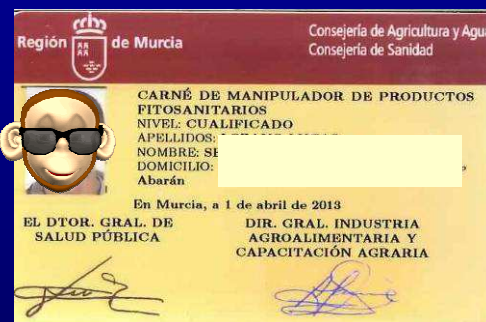 Región de Murcia
Consejería de Agricultura y Agua
Consejería de Sanidad
CARNÉ DE MANIPULADOR DE PRODUCTOS
FITOSANITARIOS
NIVEL: CUALIFICADO
APELLIDOS:
NOMBRE: SE
DOMICILIO:
Abarán
En Murcia, a 1 de abril de 2013
EL DTOR. GRAL. DE
SALUD PÚBLICA
DIR. GRAL. INDUSTRIA
AGROALIMENTARIA Y
CAPACITACIÓN AGRARIA